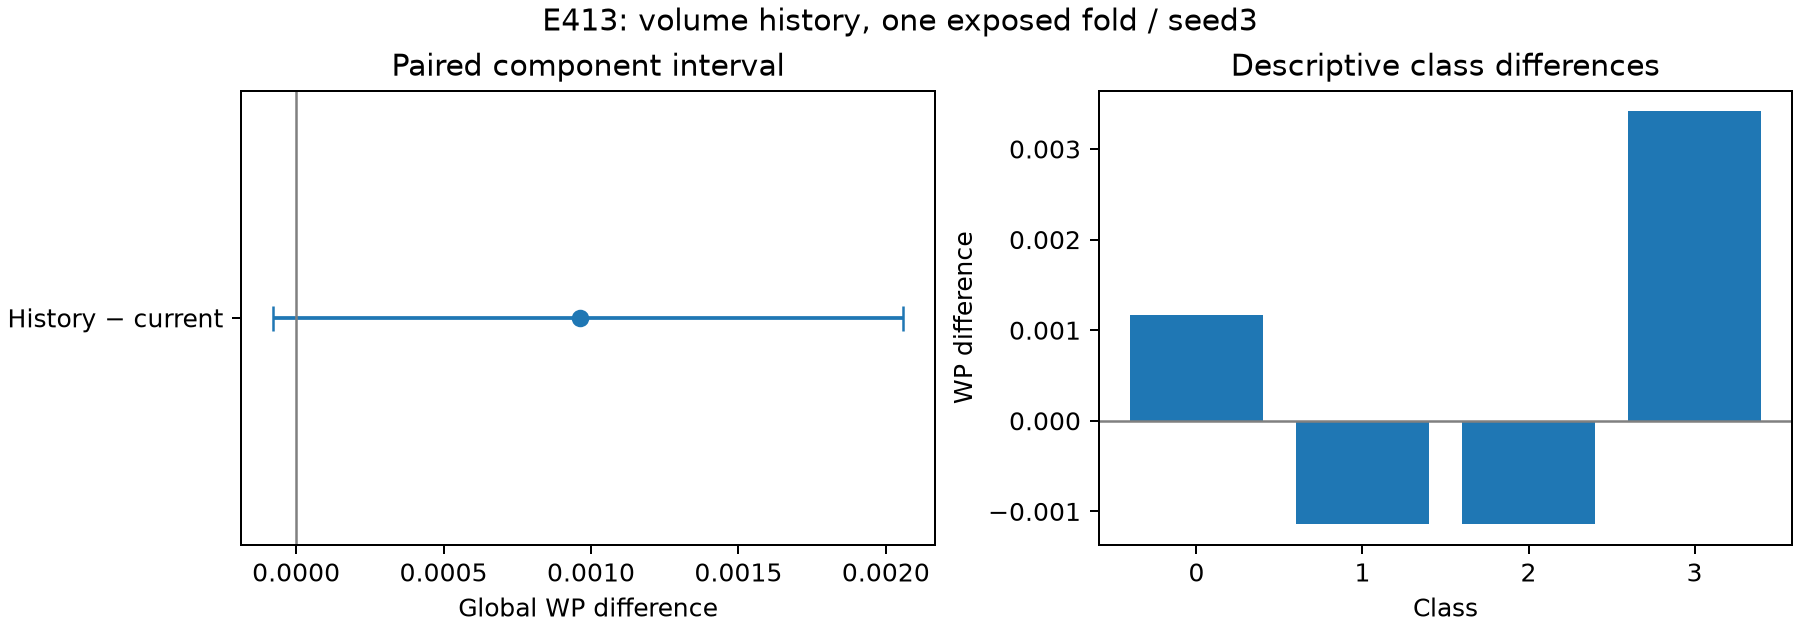 E413: volume history, one exposed fold / seed3
Paired component interval
History − current
0.0000 0.0005 0.0010 0.0015 0.0020
Global WP difference
Descriptive class differences
WP difference
0.003
0.002
0.001
0.000
−0.001
0 1 2 3
Class